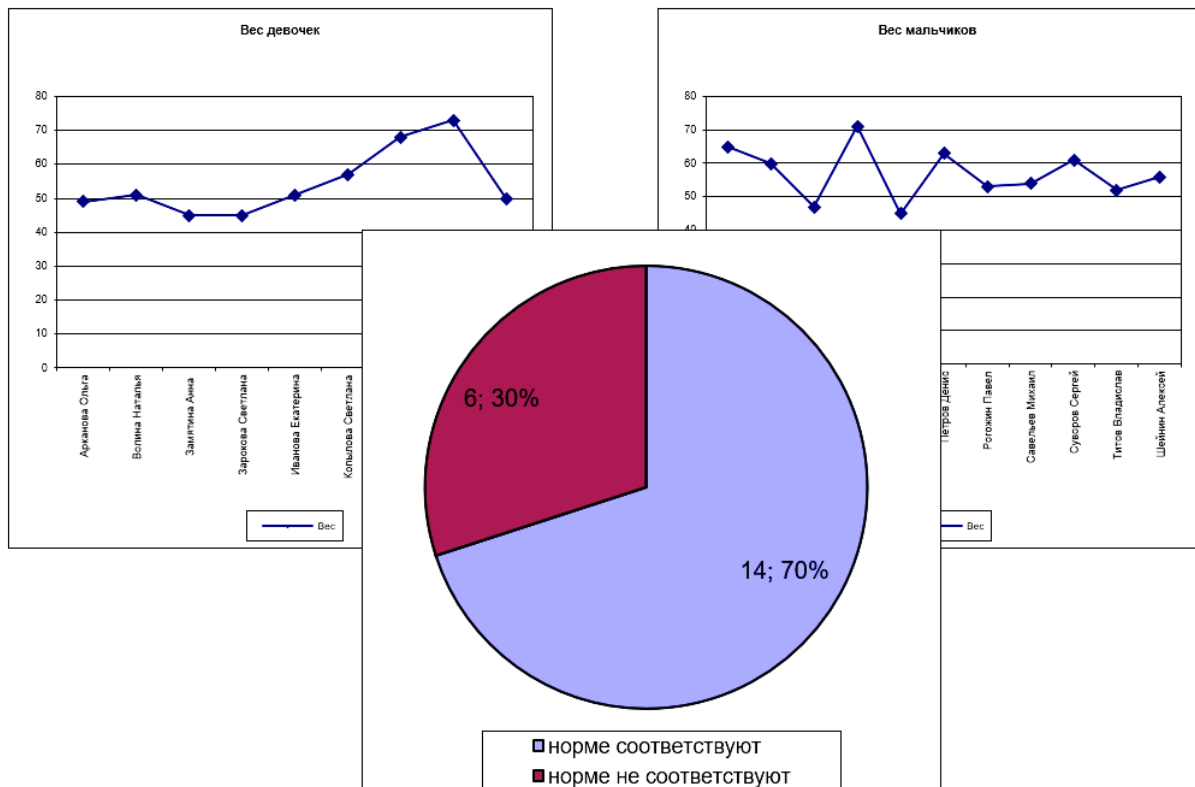 Вес девочек
80
70
60
50
40
30
20
10
0
Арканова Ольга
Волина Наталья
Замятина Анна
Зарокова Светлана
Иванова Екатерина
Копылова Светлана
Вес
Вес мальчиков
80
70
60
50
40
Петров Денис
Рогожин Павел
Савельев Михаил
Суворов Сергей
Титов Владислав
Шейнин Алексей
Вес
6; 30%
14; 70%
норме соответствуют
норме не соответствуют